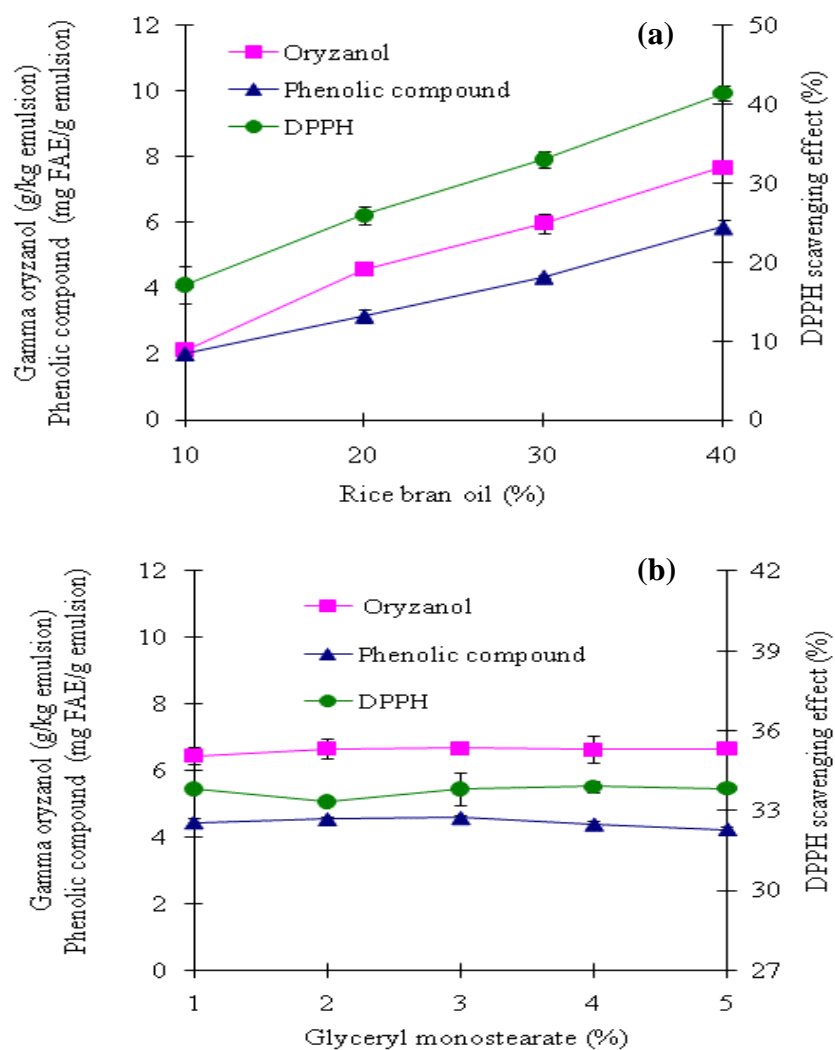 Gamma oryzanol (g/kg emulsion)
Phenolic compound (mg FAE/g emulsion)
12
10
8
6
4
2
0
(a)
Oryzanol
Phenolic compound
DPPH
50
40
30
20
10
0
DPPH scavenging effect (%)
10 20 30 40
Rice bran oil (%)
Gamma oryzanol (g/kg emulsion)
Phenolic compound (mg FAE/g emulsion)
12
10
8
6
4
2
0
(b)
Oryzanol
Phenolic compound
DPPH
42
39
36
33
30
27
DPPH scavenging effect (%)
1 2 3 4 5
Glyceryl monostearate (%)